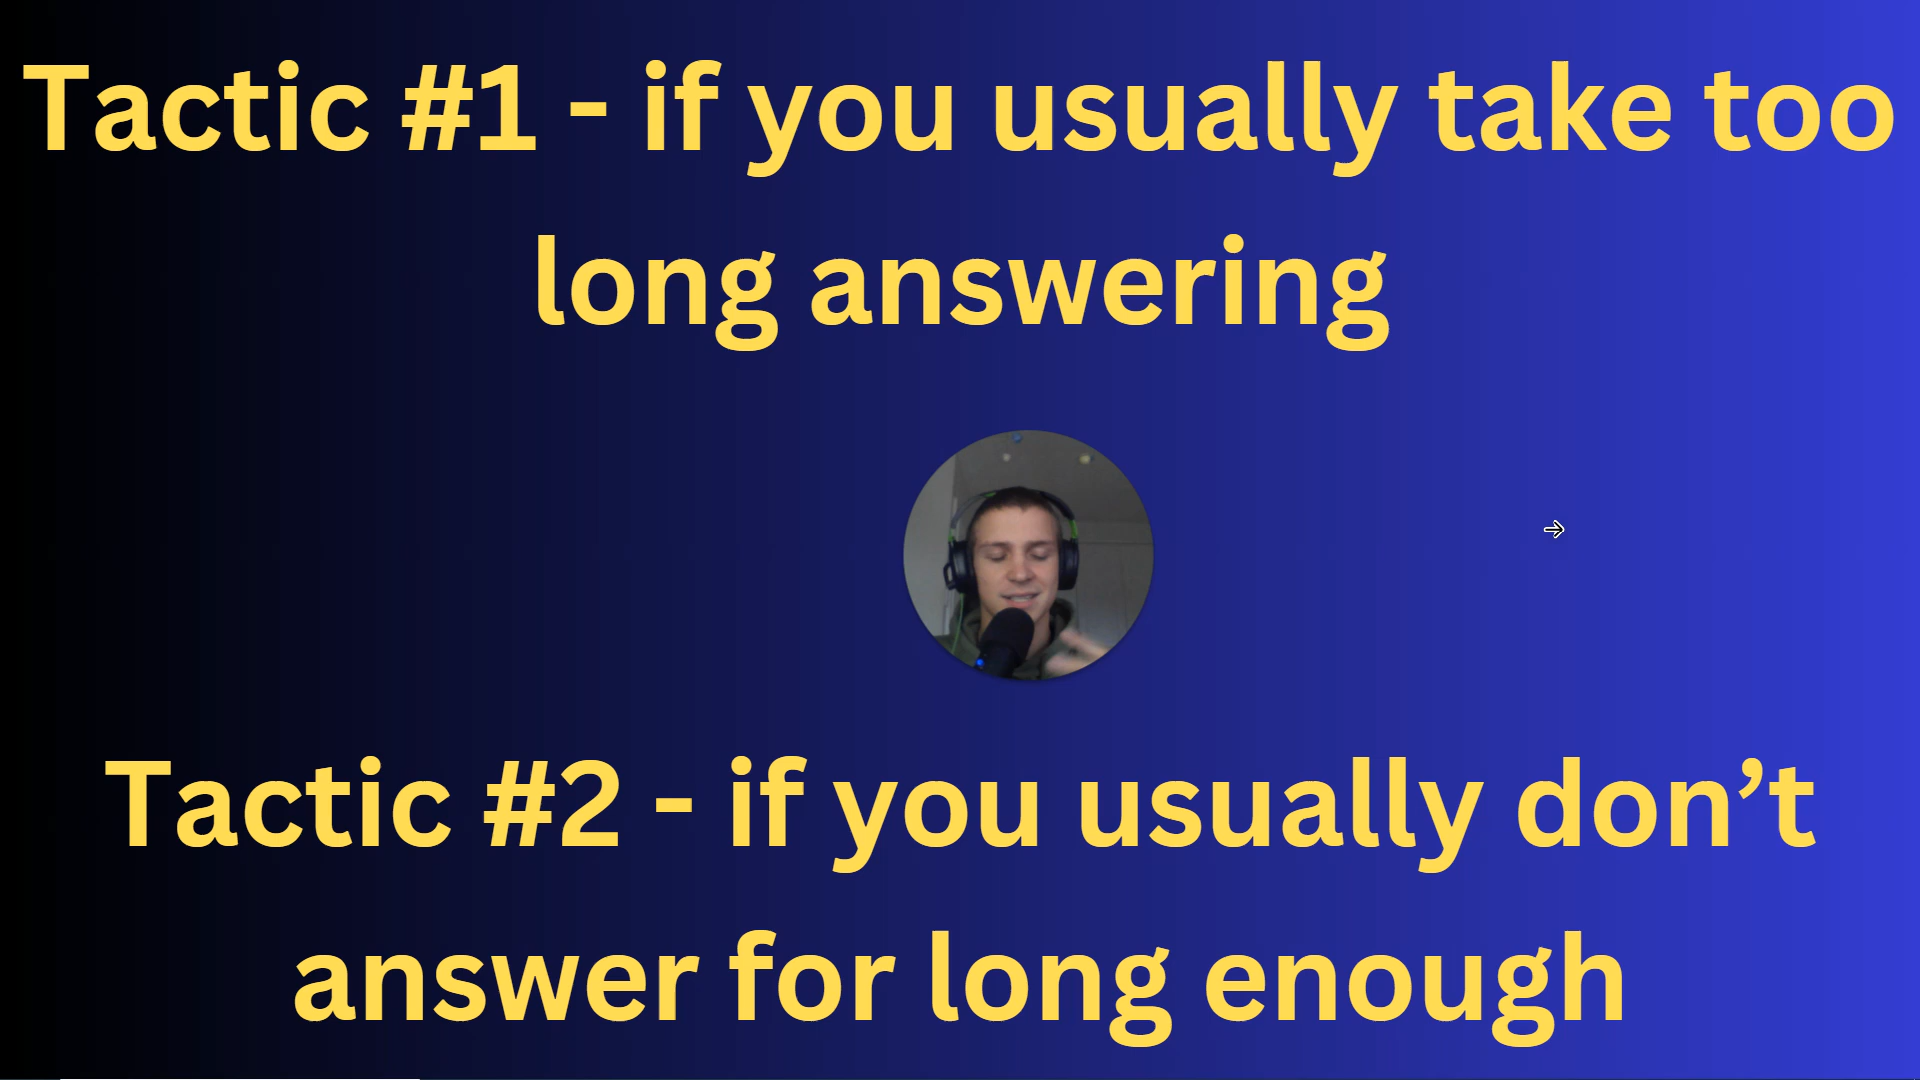 Tactic #1 - if you usually take too
long answering
Tactic #2 - if you usually don’t
answer for long enough